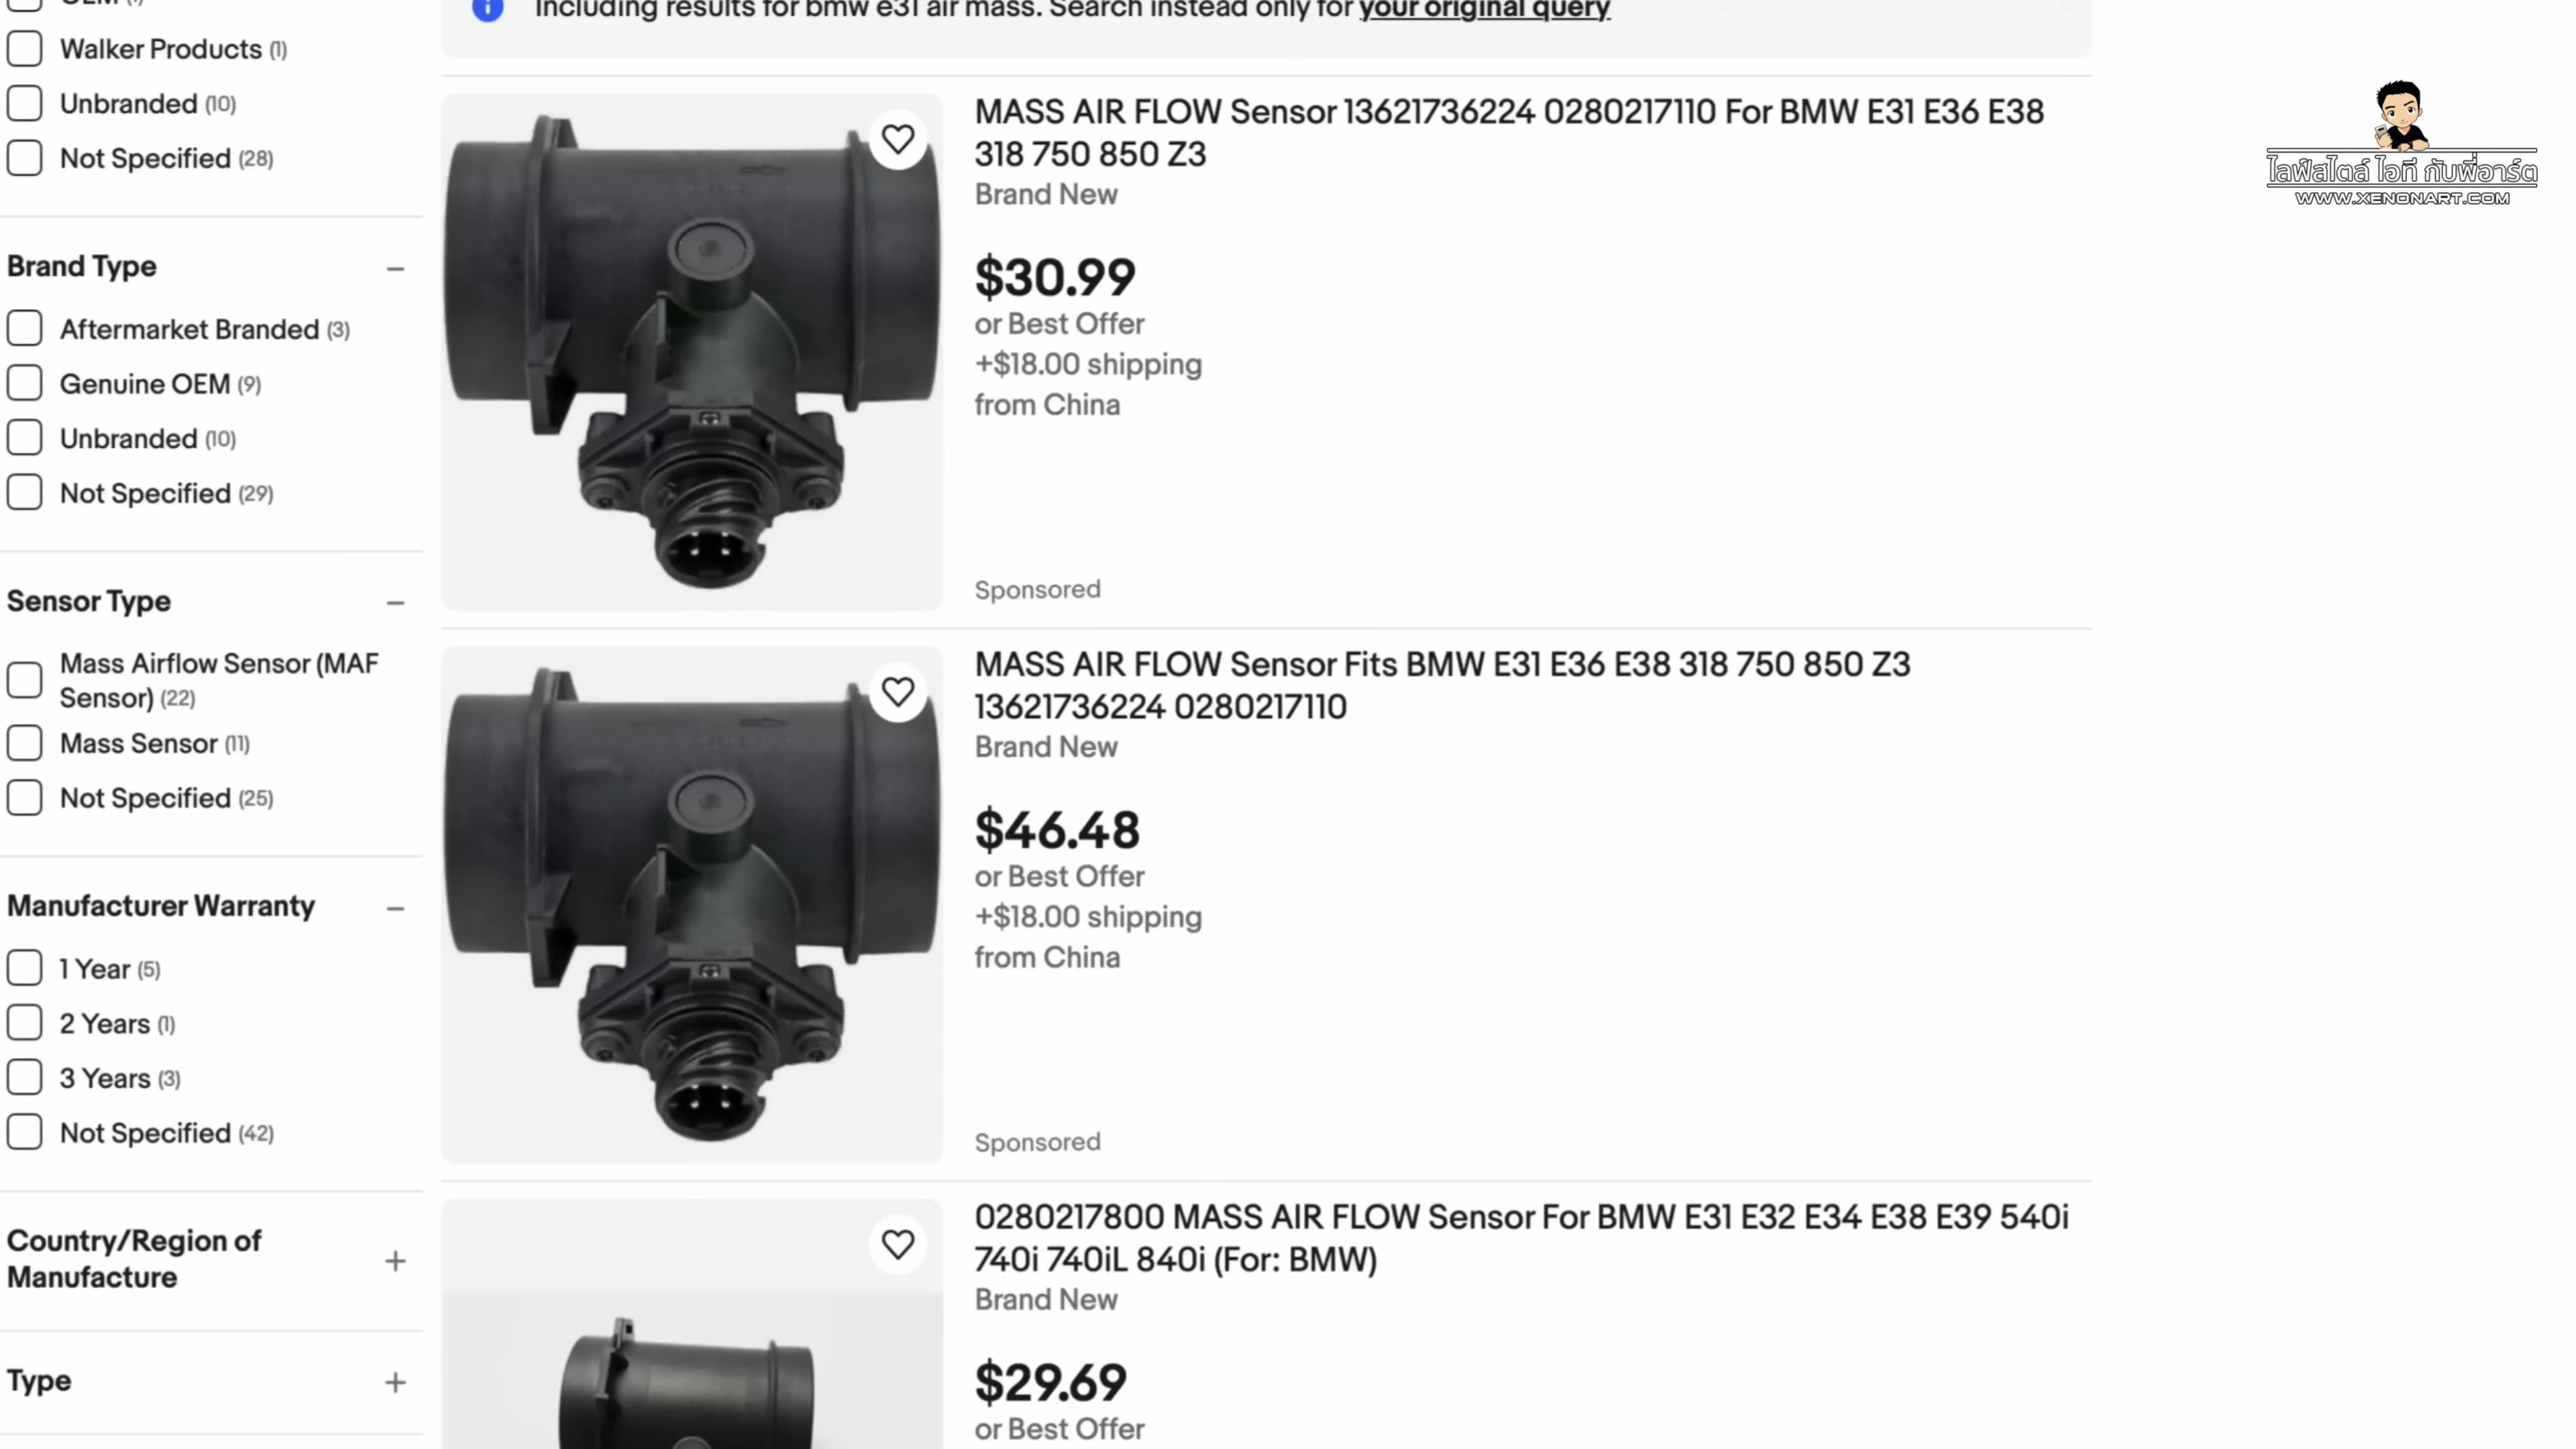 Including results for bmw e31 air mass. Search instead only for your original query
Walker Products (1)
Unbranded (10)
Not Specified (28)
Brand Type
Aftermarket Branded (3)
Genuine OEM (9)
Unbranded (10)
Not Specified (29)
Sensor Type
Mass Airflow Sensor (MAF
Sensor) (22)
Mass Sensor (11)
Not Specified (25)
Manufacturer Warranty
1 Year (5)
2 Years (1)
3 Years (3)
Not Specified (42)
Country/Region of
Manufacture
Type
MASS AIR FLOW Sensor 13621736224 0280217110 For BMW E31 E36 E38
318 750 850 Z3
Brand New
$30.99
or Best Offer
+$18.00 shipping
from China
Sponsored
MASS AIR FLOW Sensor Fits BMW E31 E36 E38 318 750 850 Z3
13621736224 0280217110
Brand New
$46.48
or Best Offer
+$18.00 shipping
from China
Sponsored
0280217800 MASS AIR FLOW Sensor For BMW E31 E32 E34 E38 E39 540i
740i 740iL 840i (For: BMW)
Brand New
$29.69
or Best Offer
ไลฟ์สไตล์ ไอที กับพี่อาร์ต
WWW.XENONART.COM